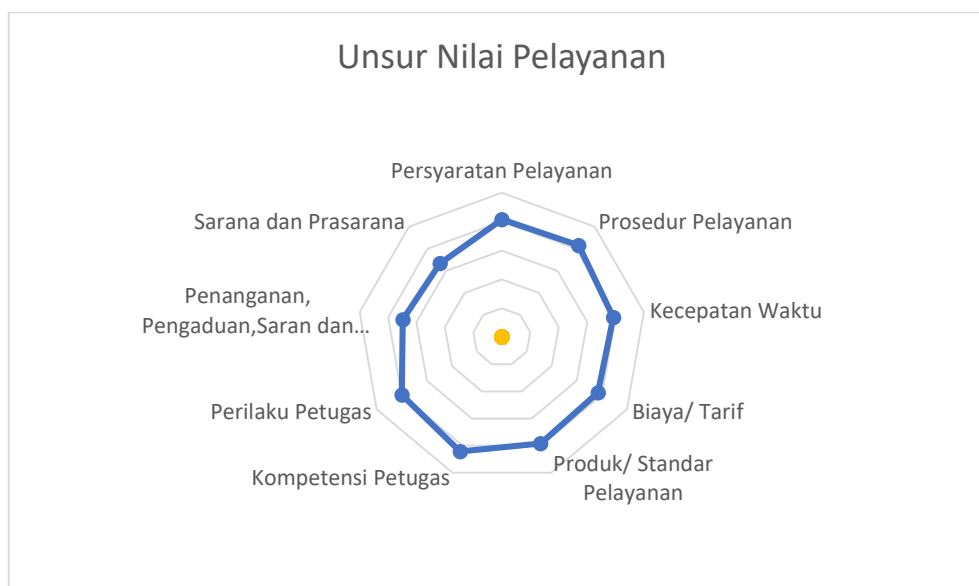 Unsur Nilai Pelayanan
Persyaratan Pelayanan
Prosedur Pelayanan
Kecepatan Waktu
Biaya/ Tarif
Produk/ Standar
Pelayanan
Kompetensi Petugas
Perilaku Petugas
Penanganan,
Pengaduan,Saran dan...
Sarana dan Prasarana